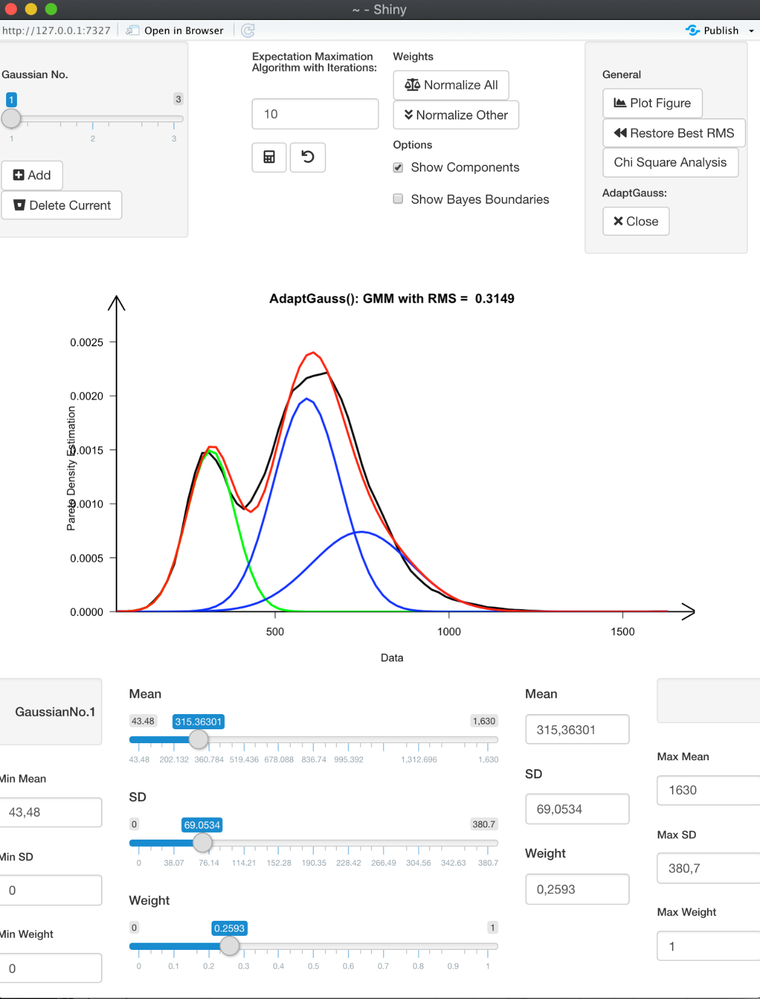 ~ - Shiny
http://127.0.0.1:7327 Open in Browser Publish
Gaussian No.
1 3
1 2 3
Add
Delete Current
Expectation Maximation
Algorithm with Iterations:
10
Weights
Normalize All
Normalize Other
Options
Show Components
Show Bayes Boundaries
General
Plot Figure
Restore Best RMS
Chi Square Analysis
AdaptGauss:
Close
AdaptGauss(): GMM with RMS = 0.3149
Pareto Density Estimation
0.0025
0.0020
0.0015
0.0010
0.0005
0.0000
500 1000 1500
Data
GaussianNo.1
Min Mean
43,48
Min SD
0
Min Weight
0
Mean
43.48 315.36301 1,630
43.48 202.132 360.784 519.436 678.088 836.74 995.392 1,312.696 1,630
SD
0 69.0534 380.7
0 38.07 76.14 114.21 152.28 190.35 228.42 266.49 304.56 342.63 380.7
Weight
0 0.2593 1
0 0.1 0.2 0.3 0.4 0.5 0.6 0.7 0.8 0.9 1
Mean
315,36301
SD
69,0534
Weight
0,2593
Max Mean
1630
Max SD
380,7
Max Weight
1